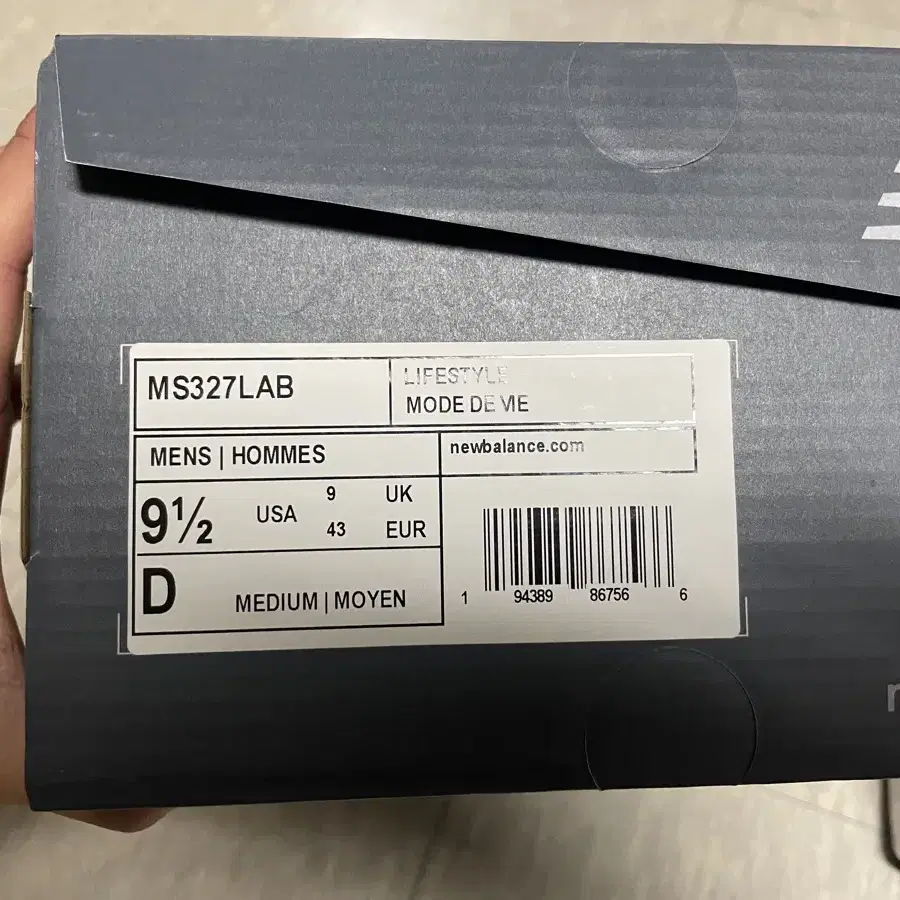 MS327LAB
LIFESTYLE
MODE DE VIE
MENS | HOMMES
newbalance.com
9½ USA 9 UK
43 EUR
D MEDIUM | MOYEN
1 94389 86756 6